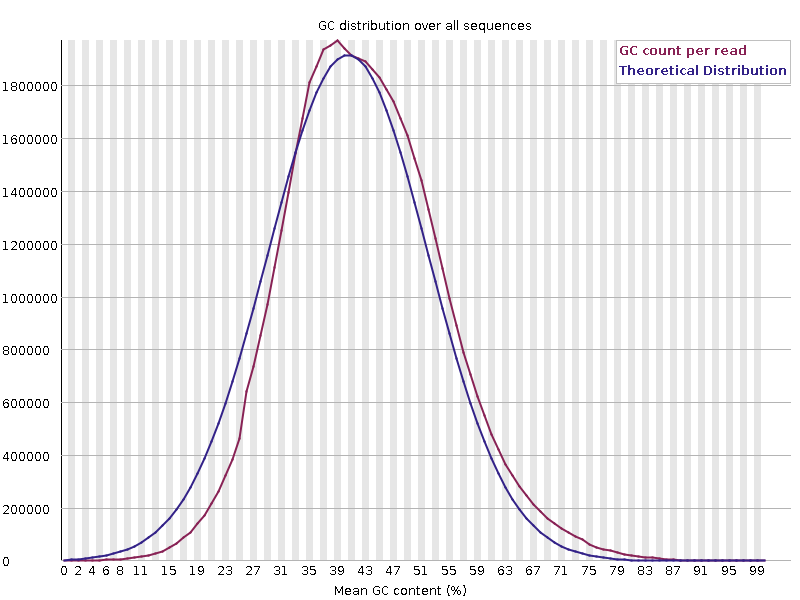 GC distribution over all sequences
GC count per read
Theoretical Distribution
1800000
1600000
1400000
1200000
1000000
800000
600000
400000
200000
0
0 2 4 6 8 11 15 19 23 27 31 35 39 43 47 51 55 59 63 67 71 75 79 83 87 91 95 99
Mean GC content (%)